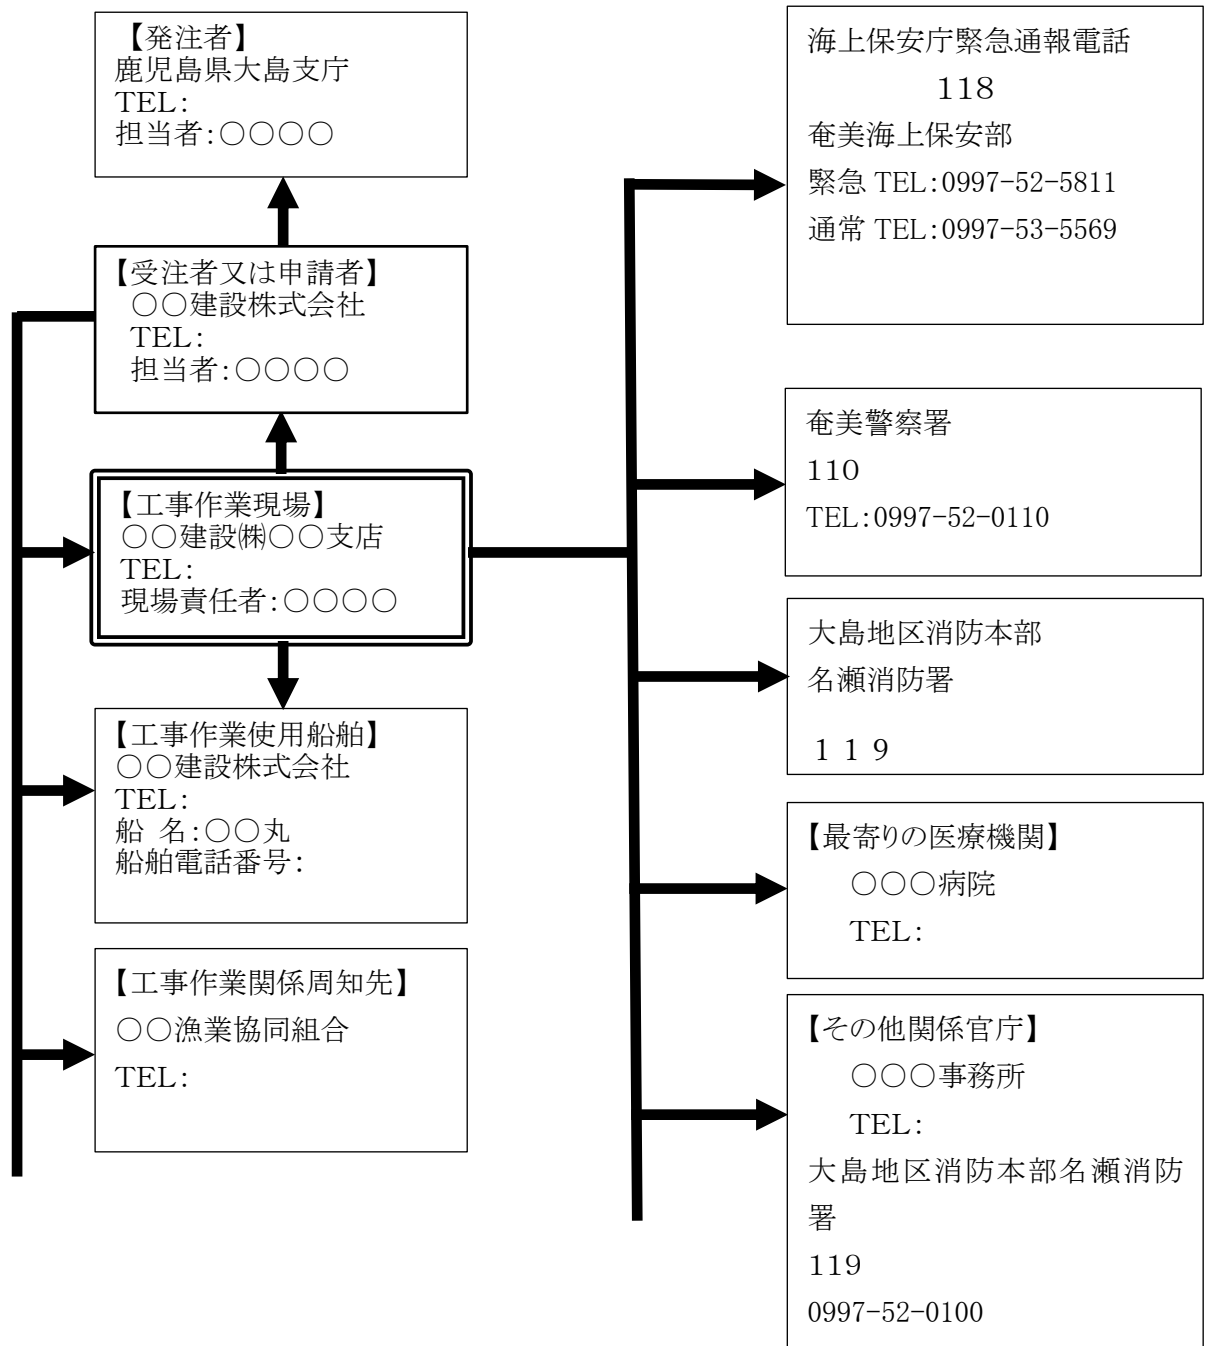 【発注者】
鹿児島県大島支庁
TEL:
担当者:○○○○
【受注者又は申請者】
○○建設株式会社
TEL:
担当者:○○○○
【工事作業現場】
○○建設㈱○○支店
TEL:
現場責任者:○○○○
【工事作業使用船舶】
○○建設株式会社
TEL:
船 名:○○丸
船舶電話番号:
【工事作業関係周知先】
○○漁業協同組合
TEL:
海上保安庁緊急通報電話
118
奄美海上保安部
緊急 TEL:0997-52-5811
通常 TEL:0997-53-5569
奄美警察署
110
TEL:0997-52-0110
大島地区消防本部
名瀬消防署
１１９
【最寄りの医療機関】
○○○病院
TEL:
【その他関係官庁】
○○○事務所
TEL:
大島地区消防本部名瀬消防
署
119
0997-52-0100